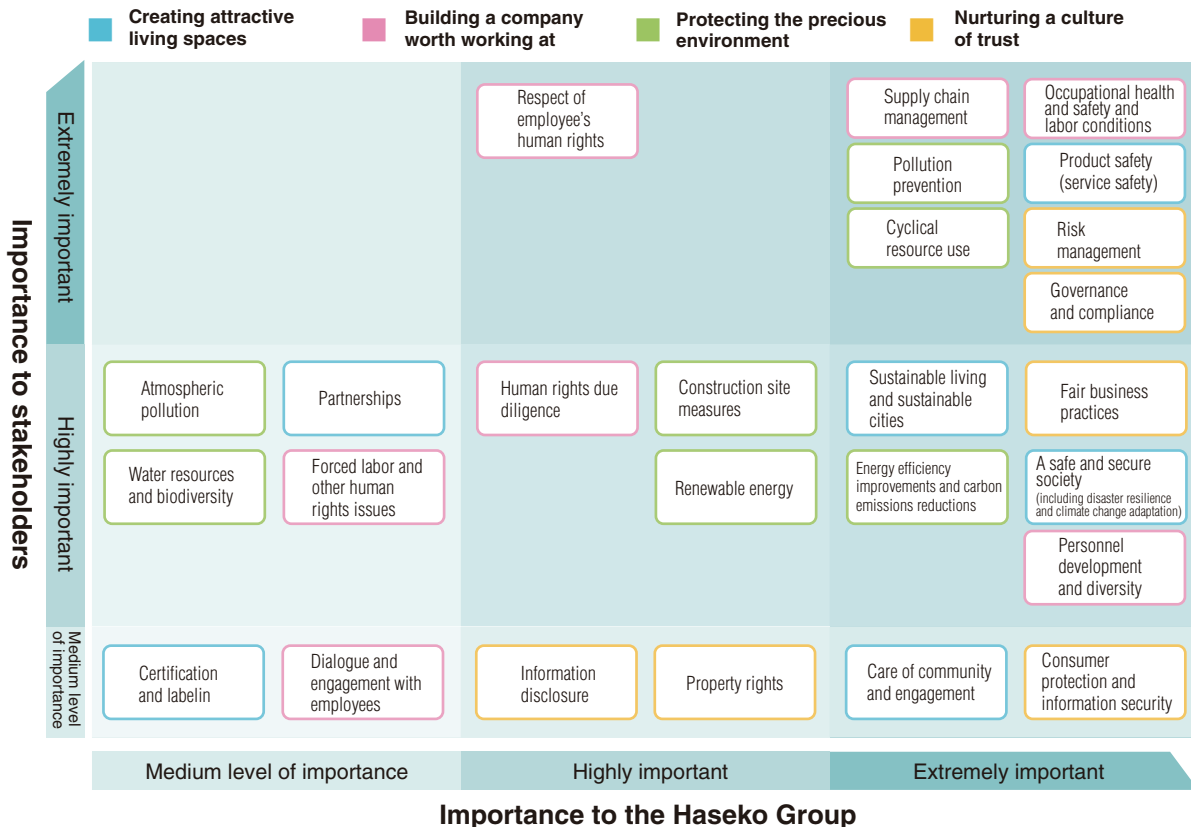 Creating attractive
living spaces
Building a company
worth working at
Protecting the precious
environment
Nurturing a culture
of trust
Importance to stakeholders
Extremely important
Respect of
employee's
human rights
Supply chain
management
Occupational health
and safety and
labor conditions
Pollution
prevention
Product safety
(service safety)
Cyclical
resource use
Risk
management
Governance
and compliance
Highly important
Atmospheric
pollution
Partnerships
Human rights due
diligence
Construction site
measures
Sustainable living
and sustainable
cities
Fair business
practices
Water resources
and biodiversity
Forced labor and
other human
rights issues
Renewable energy
Energy efficiency
improvements and carbon
emissions reductions
A safe and secure
society
(including disaster resilience
and climate change adaptation)
Personnel
development
and diversity
Medium level
of importance
Certification
and labelin
Dialogue and
engagement with
employees
Information
disclosure
Property rights
Care of community
and engagement
Consumer
protection and
information security
Medium level of importance
Highly important
Extremely important
Importance to the Haseko Group